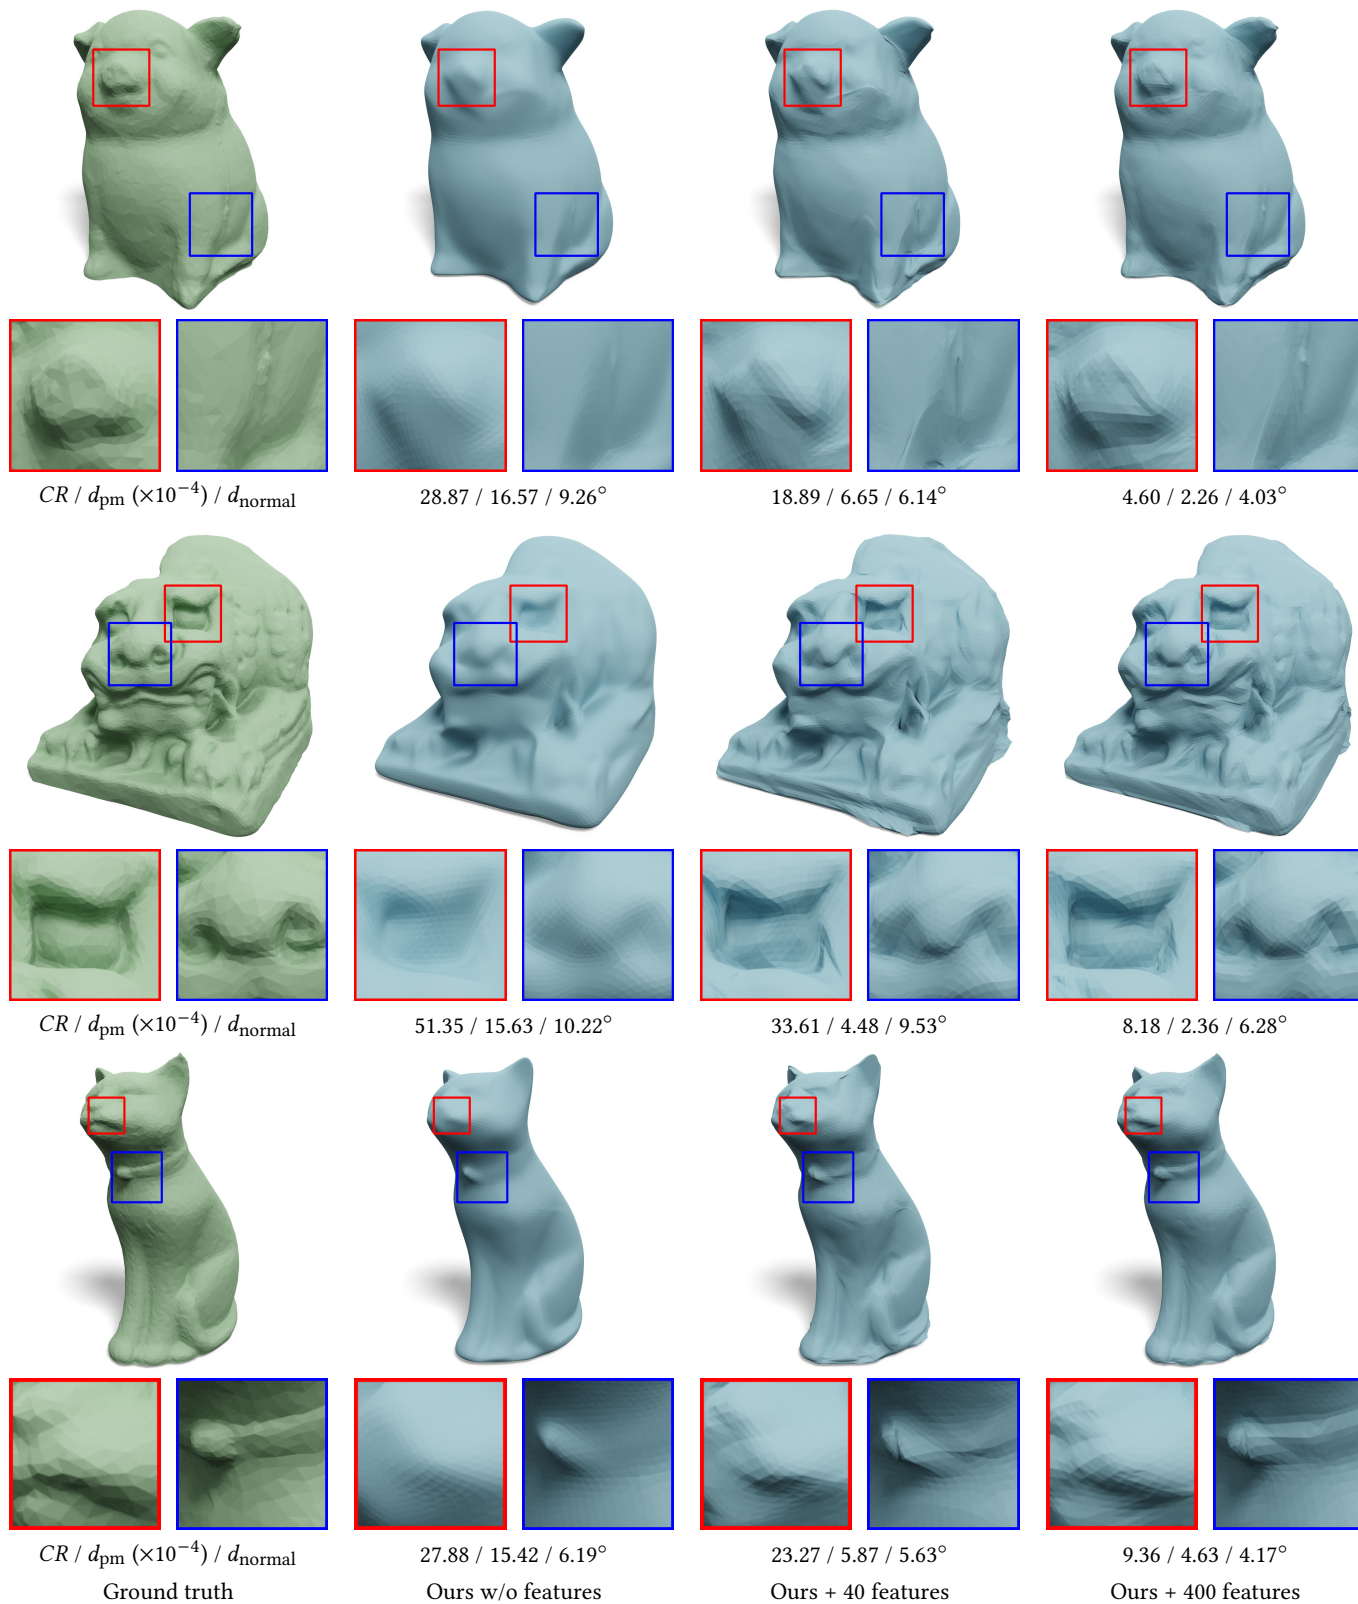 CR / dpm (×10−4) / dnormal 28.87 / 16.57 / 9.26° 18.89 / 6.65 / 6.14° 4.60 / 2.26 / 4.03°
CR / dpm (×10−4) / dnormal 51.35 / 15.63 / 10.22° 33.61 / 4.48 / 9.53° 8.18 / 2.36 / 6.28°
CR / dpm (×10−4) / dnormal 27.88 / 15.42 / 6.19° 23.27 / 5.87 / 5.63° 9.36 / 4.63 / 4.17°
Ground truth Ours w/o features Ours + 40 features Ours + 400 features